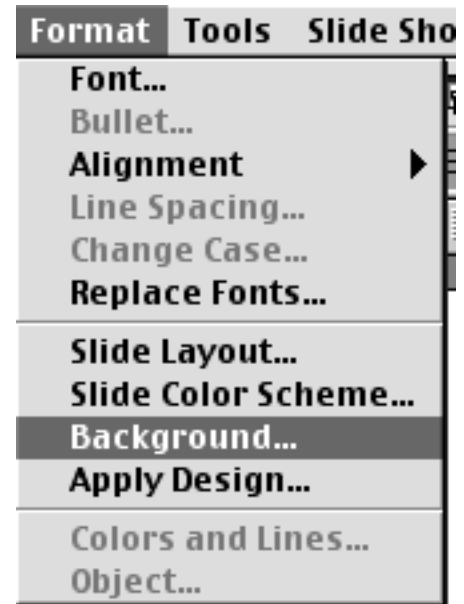 Format Tools Slide Sho
Font...
Bullet...
Alignment
Line Spacing...
Change Case...
Replace Fonts...
Slide Layout...
Slide Color Scheme...
Background...
Apply Design...
Colors and Lines...
Object...